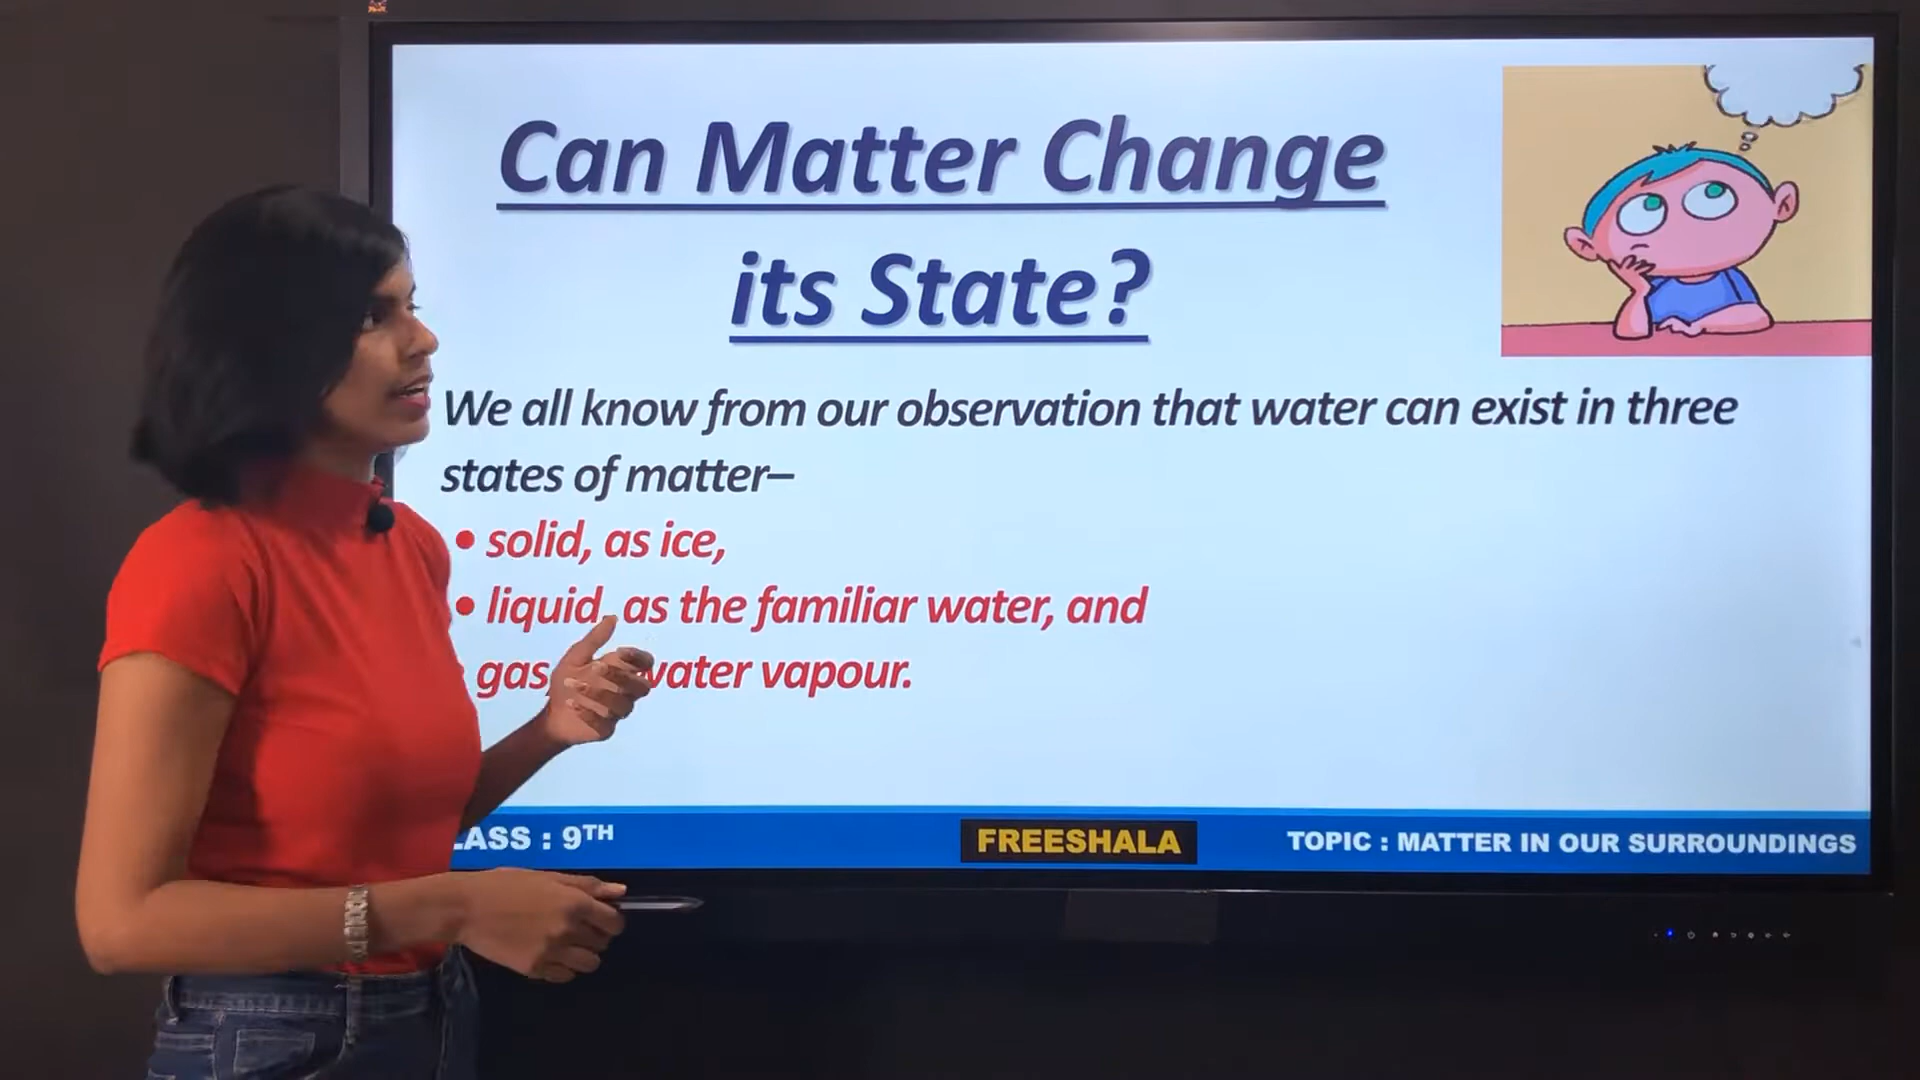 Can Matter Change
its State?
We all know from our observation that water can exist in three
states of matter–
• solid, as ice,
• liquid, as the familiar water, and
gas, water vapour.
CLASS : 9TH
FREESHALA
TOPIC : MATTER IN OUR SURROUNDINGS